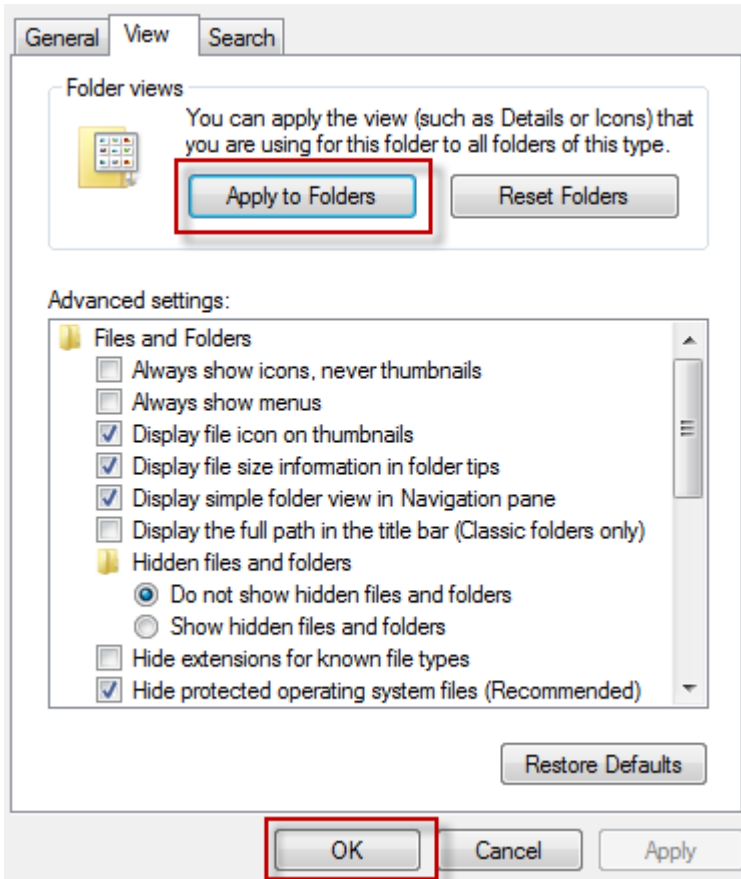 General View Search
Folder views
You can apply the view (such as Details or Icons) that
you are using for this folder to all folders of this type.
Apply to Folders Reset Folders
Advanced settings:
Files and Folders
Always show icons, never thumbnails
Always show menus
Display file icon on thumbnails
Display file size information in folder tips
Display simple folder view in Navigation pane
Display the full path in the title bar (Classic folders only)
Hidden files and folders
Do not show hidden files and folders
Show hidden files and folders
Hide extensions for known file types
Hide protected operating system files (Recommended)
Restore Defaults
OK Cancel Apply